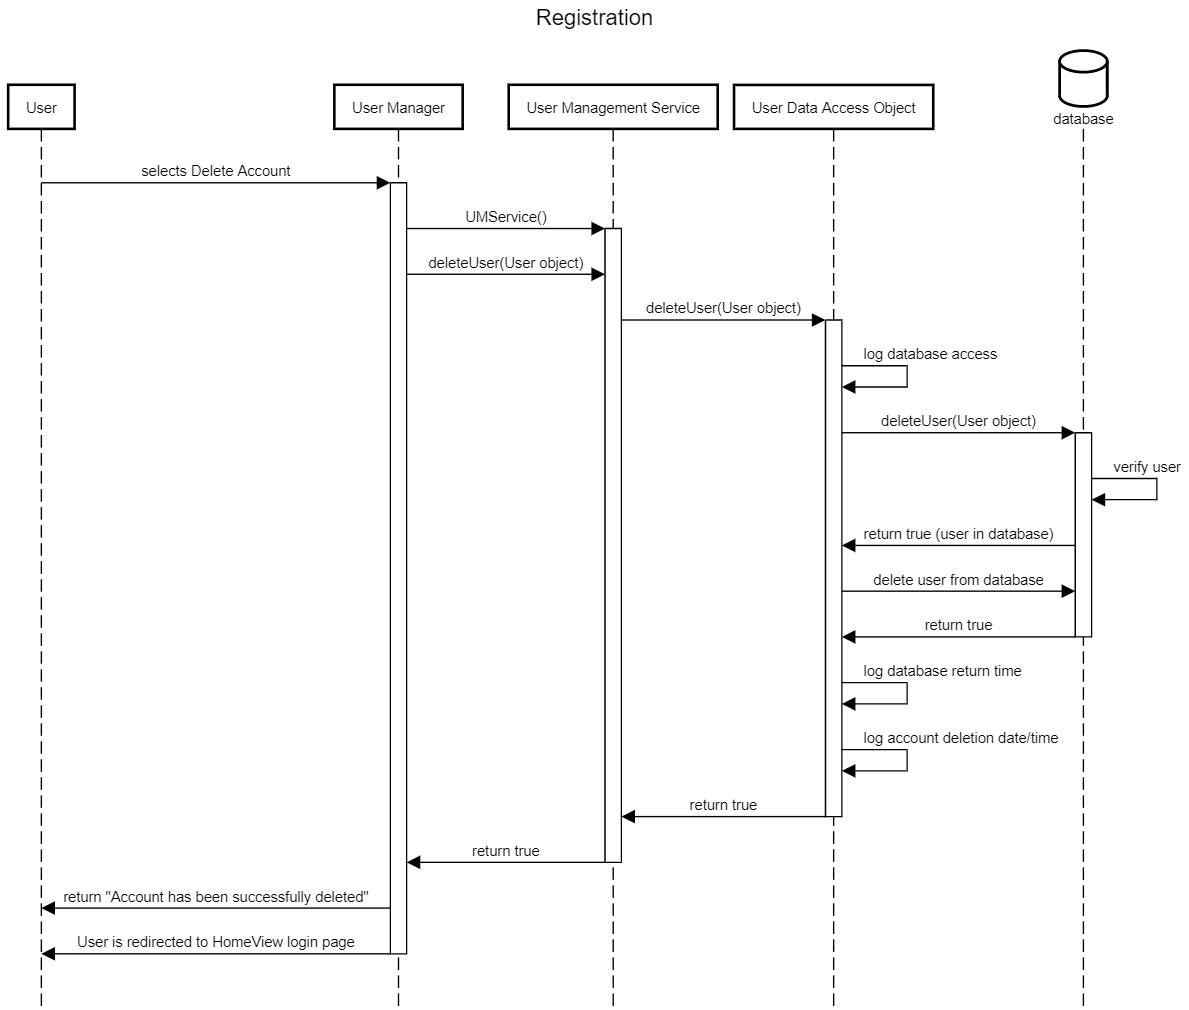 Registration
User
User Manager
User Management Service
User Data Access Object
database
selects Delete Account
UMService()
deleteUser(User object)
deleteUser(User object)
log database access
deleteUser(User object)
verify user
return true (user in database)
delete user from database
return true
log database return time
log account deletion date/time
return true
return true
return "Account has been successfully deleted"
User is redirected to HomeView login page